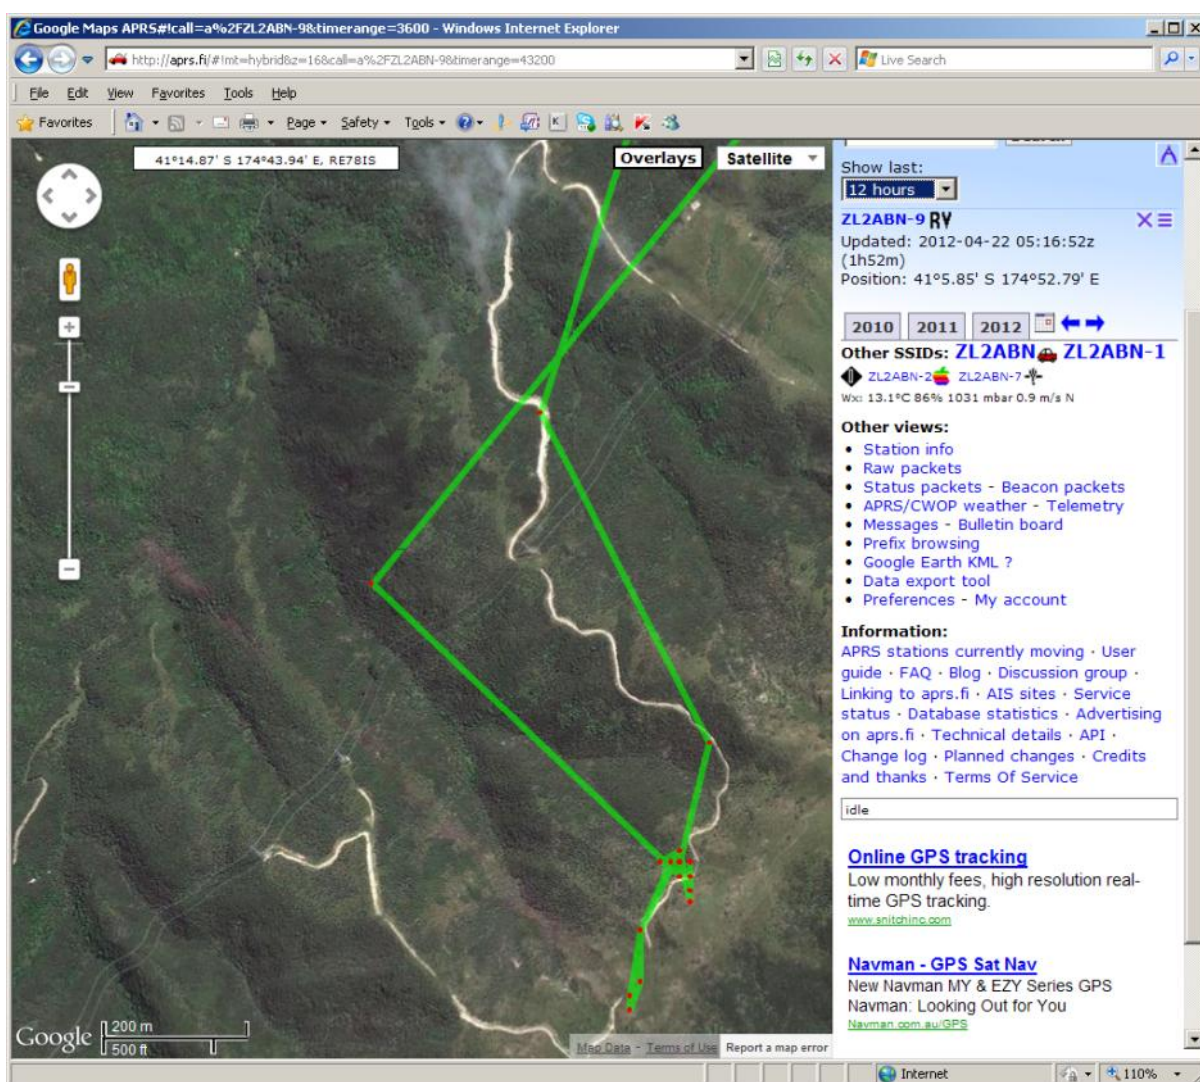 Google Maps APRS#!call=a%2FZL2ABN-9&timerange=3600 - Windows Internet Explorer
http://aprs.fi/#!mt=hybrid&z=16&call=a%2FZL2ABN-9&timerange=43200
Live Search
File Edit View Favorites Tools Help
Favorites
Page Safety Tools
41°14.87' S 174°43.94' E, RE78IS
Overlays
Satellite
Show last:
12 hours
ZL2ABN-9 RV
Updated: 2012-04-22 05:16:52z
(1h52m)
Position: 41°5.85' S 174°52.79' E
2010 2011 2012
Other SSIDs: ZL2ABN ZL2ABN-1
ZL2ABN-2 ZL2ABN-7
Wx: 13.1°C 86% 1031 mbar 0.9 m/s N
Other views:
• Station info
• Raw packets
• Status packets - Beacon packets
• APRS/CWOP weather - Telemetry
• Messages - Bulletin board
• Prefix browsing
• Google Earth KML ?
• Data export tool
• Preferences - My account
Information:
APRS stations currently moving · User
guide · FAQ · Blog · Discussion group ·
Linking to aprs.fi · AIS sites · Service
status · Database statistics · Advertising
on aprs.fi · Technical details · API ·
Change log · Planned changes · Credits
and thanks · Terms Of Service
idle
Online GPS tracking
Low monthly fees, high resolution real-
time GPS tracking.
www.snitchinc.com
Navman - GPS Sat Nav
New Navman MY & EZY Series GPS
Navman: Looking Out for You
Navman.com.au/GPS
Google
200 m
500 ft
Map Data - Terms of Use Report a map error
Internet
110%